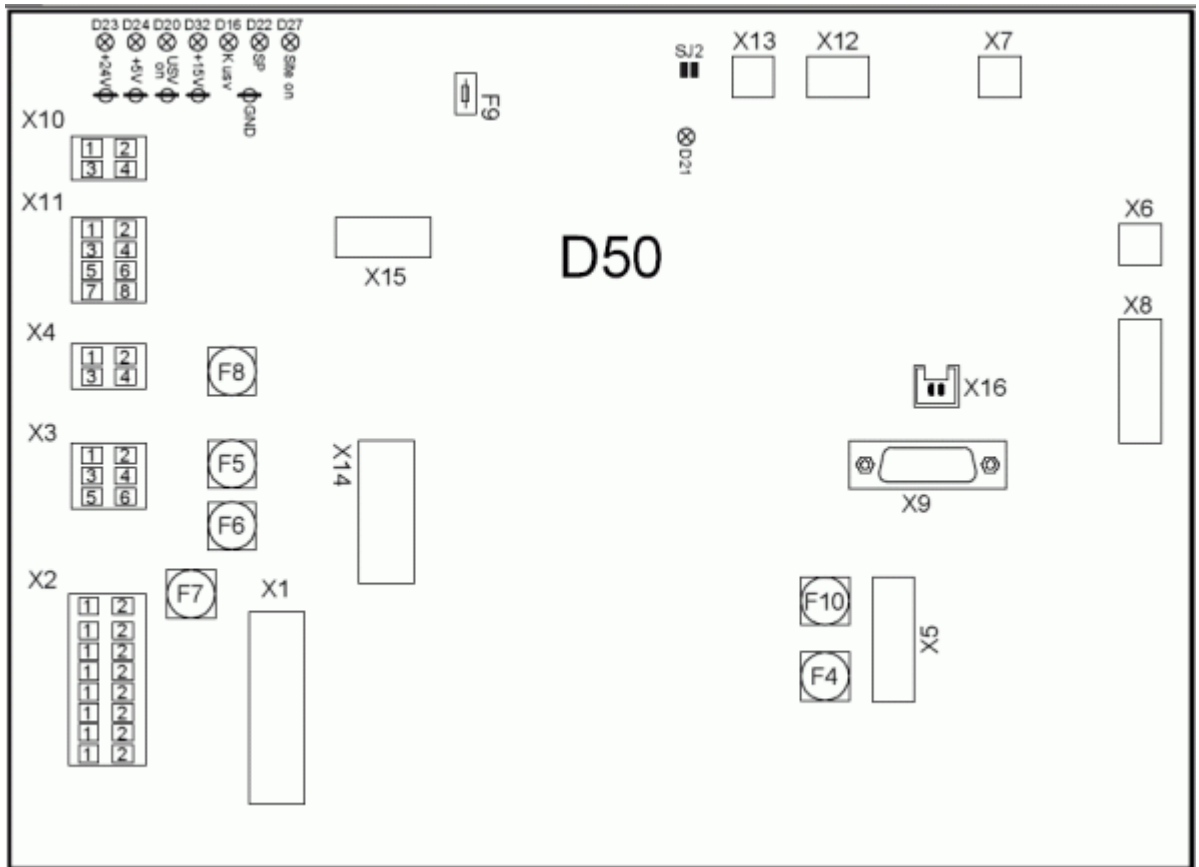 D23 D24 D20 D32 D16 D22 D27
+24V +5V USV on +15V K usv SP Site on
GND
F9
SJ2
X13
X12
X7
D21
X10
1 2
3 4
X11
1 2
3 4
5 6
7 8
X15
D50
X6
X8
X4
1 2
3 4
F8
X16
X3
1 2
3 4
5 6
F5
F6
X14
X9
X2
1 2
1 2
1 2
1 2
1 2
1 2
1 2
1 2
F7
X1
F10
F4
X5